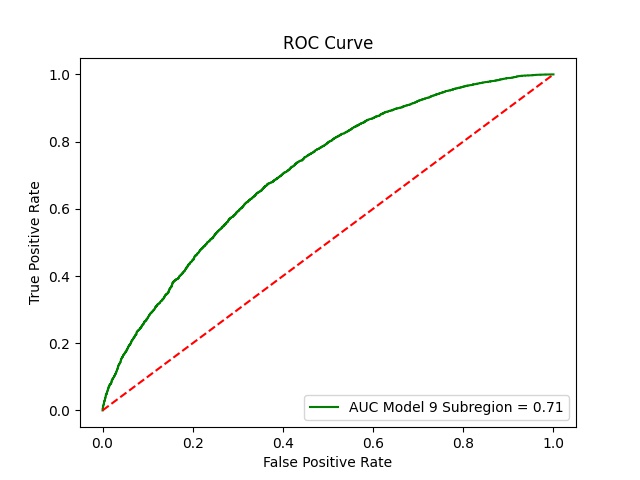 ROC Curve
1.0
0.8
0.6
0.4
0.2
0.0
True Positive Rate
0.0 0.2 0.4 0.6 0.8 1.0
False Positive Rate
AUC Model 9 Subregion = 0.71